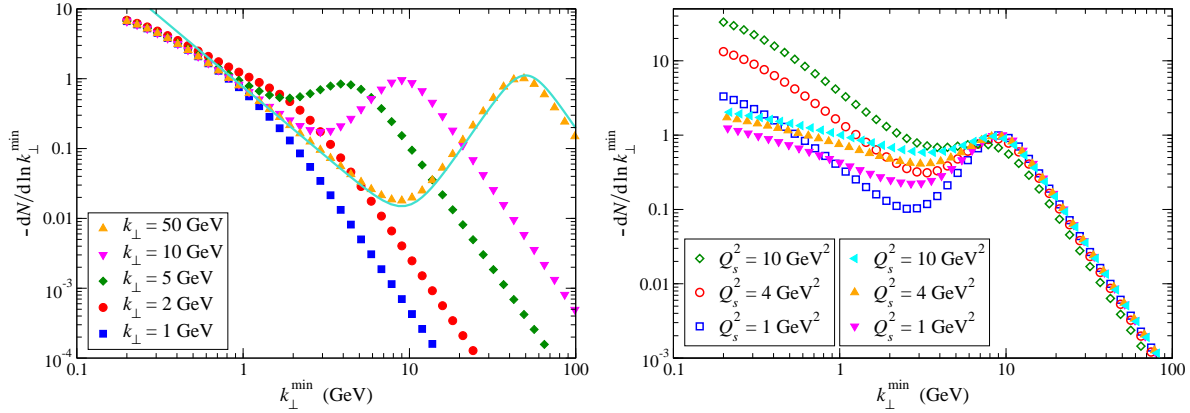 10
1
0.1
0.01
10^-3
10^-4
- dN/dln k⊥^min
k⊥ = 50 GeV
k⊥ = 10 GeV
k⊥ = 5 GeV
k⊥ = 2 GeV
k⊥ = 1 GeV
0.1 1 10 100
k⊥^min (GeV)
10
1
0.1
0.01
10^-3
- dN/dln k⊥^min
Q_s^2 = 10 GeV^2 Q_s^2 = 10 GeV^2
Q_s^2 = 4 GeV^2 Q_s^2 = 4 GeV^2
Q_s^2 = 1 GeV^2 Q_s^2 = 1 GeV^2
0.1 1 10 100
k⊥^min (GeV)